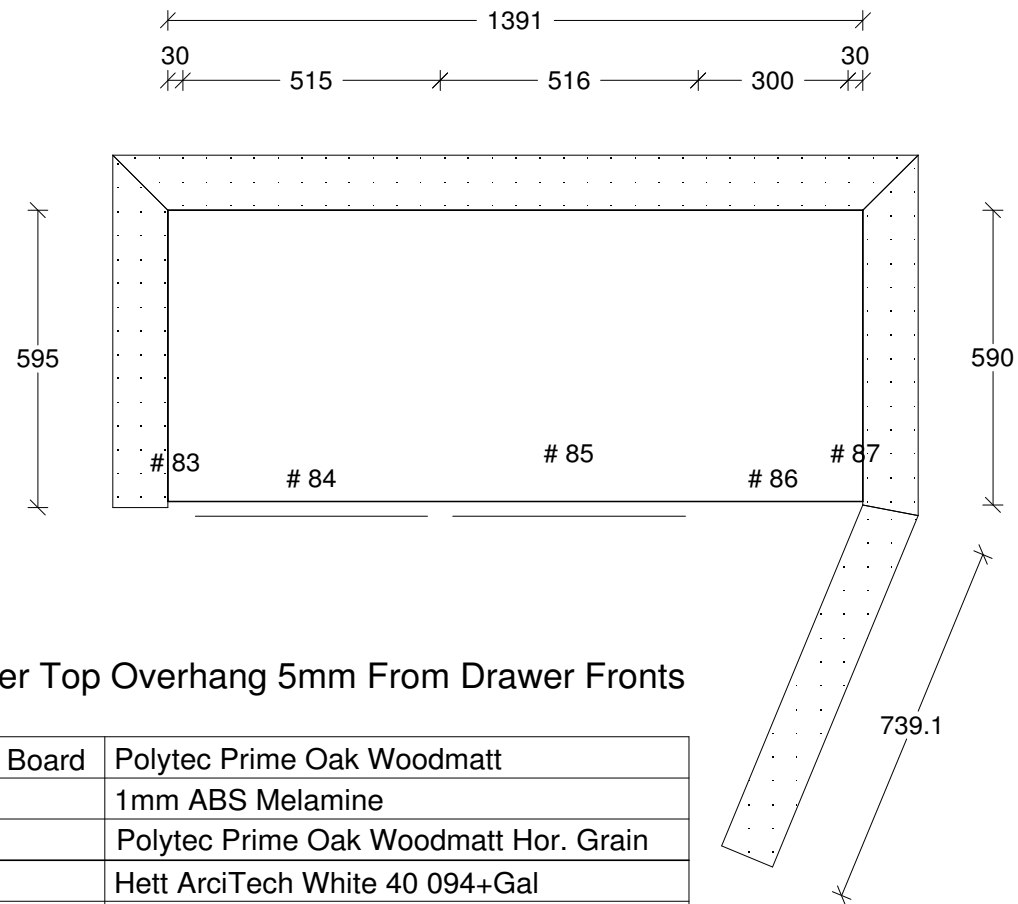 1391
30 30
515 516 300
595 590
# 83 # 84 # 85 # 86 # 87
er Top Overhang 5mm From Drawer Fronts
739.1
Board Polytec Prime Oak Woodmatt
1mm ABS Melamine
Polytec Prime Oak Woodmatt Hor. Grain
Hett ArciTech White 40 094+Gal